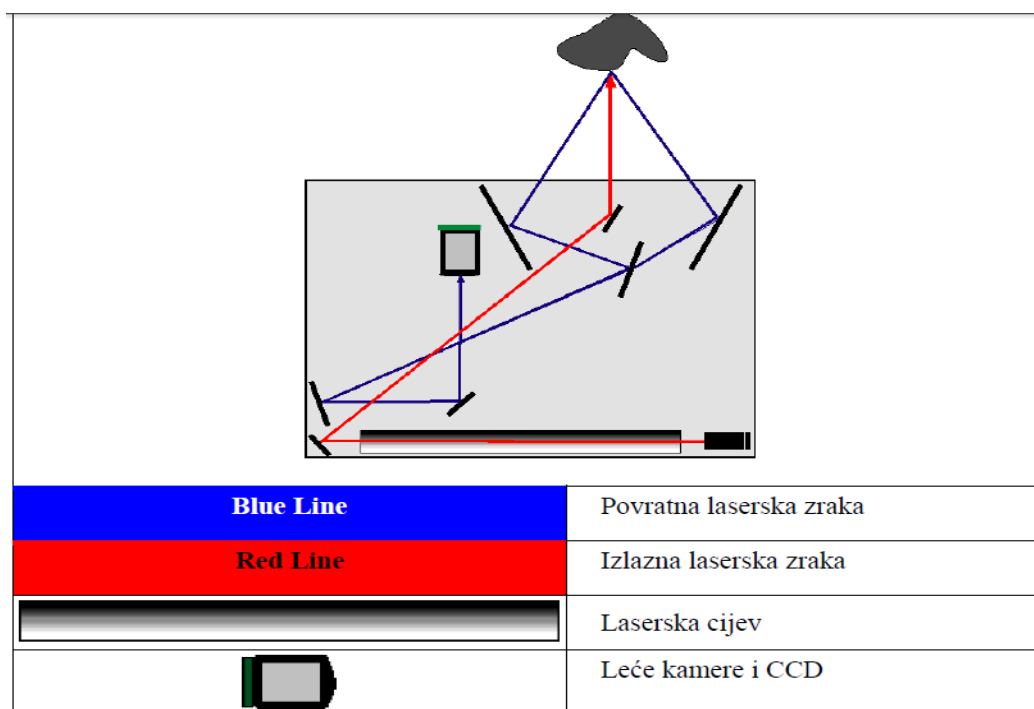 Blue Line
Povratna laserska zraka
Red Line
Izlazna laserska zraka
Laserska cijev
Leće kamere i CCD